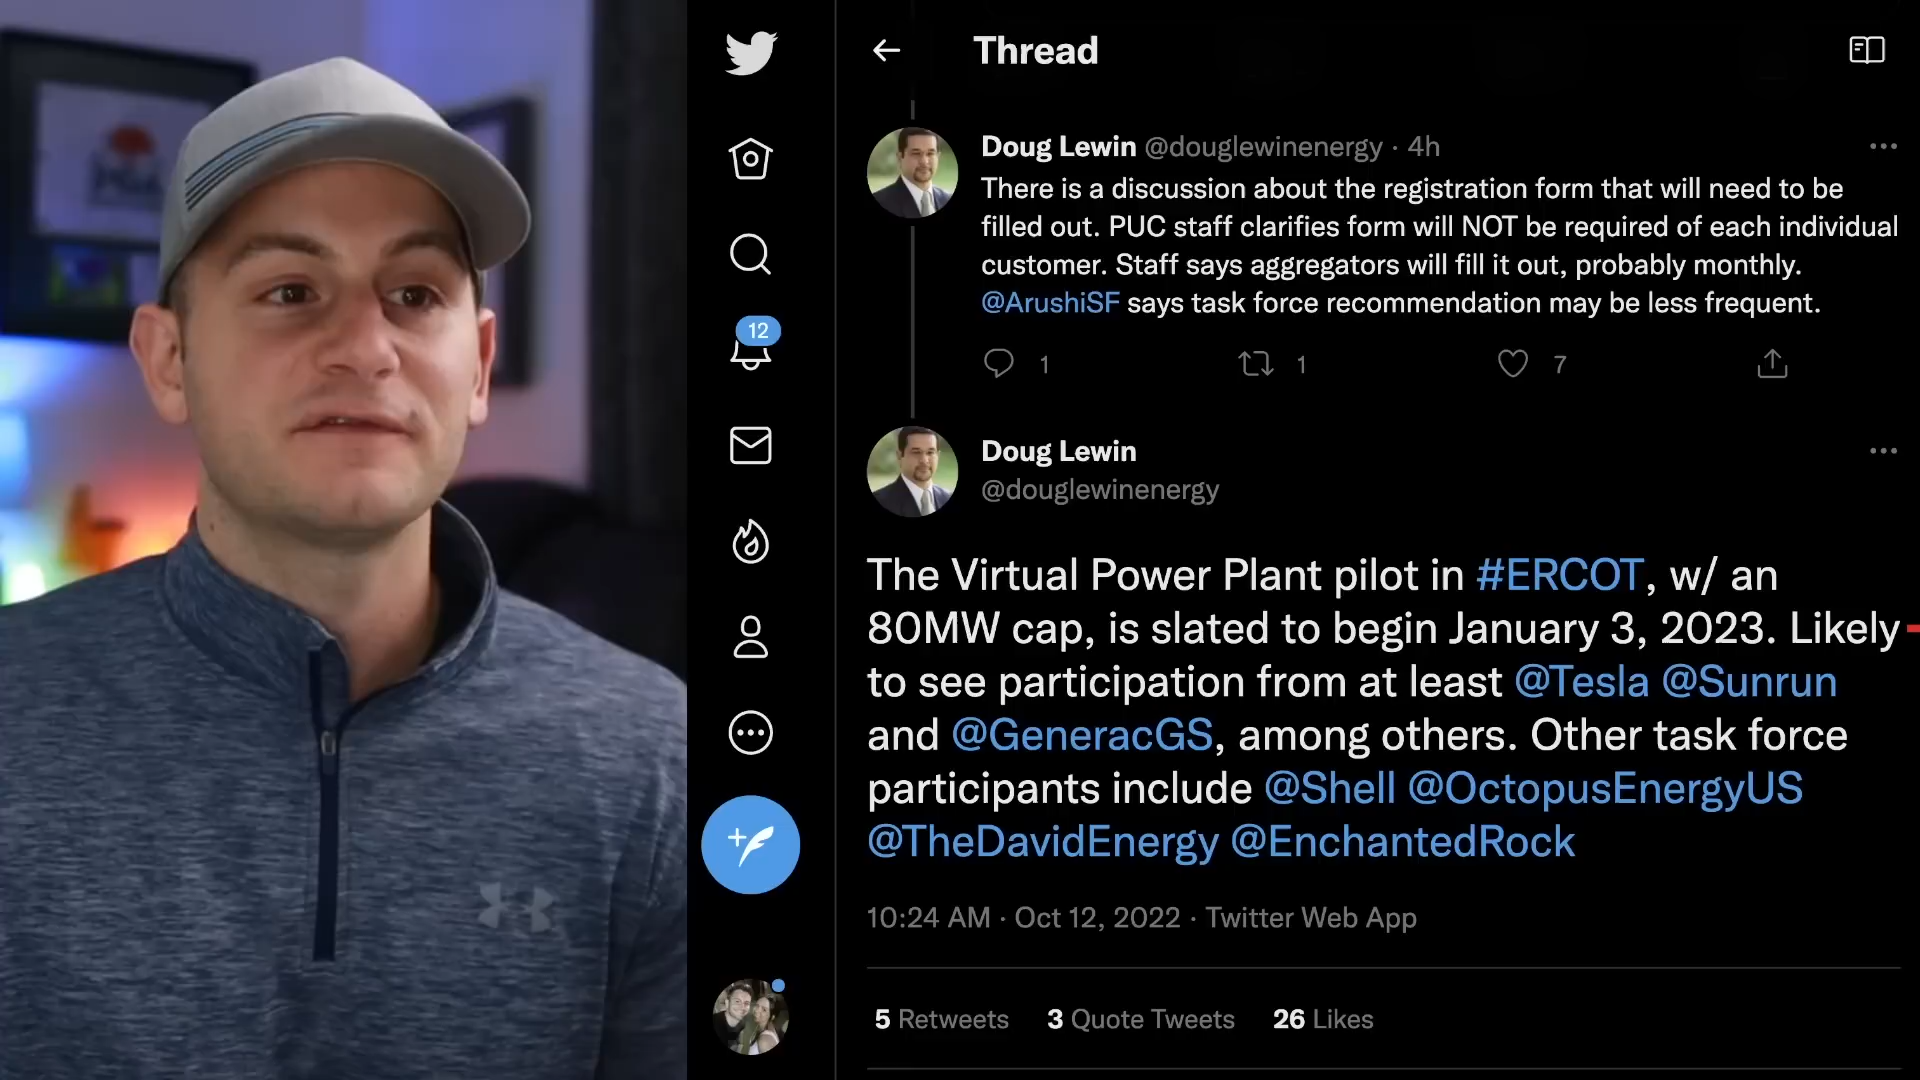 Thread
Doug Lewin @douglewinenergy · 4h
There is a discussion about the registration form that will need to be
filled out. PUC staff clarifies form will NOT be required of each individual
customer. Staff says aggregators will fill it out, probably monthly.
@ArushiSF says task force recommendation may be less frequent.
1 1 7
12
Doug Lewin
@douglewinenergy
The Virtual Power Plant pilot in #ERCOT, w/ an
80MW cap, is slated to begin January 3, 2023. Likely
to see participation from at least @Tesla @Sunrun
and @GeneracGS, among others. Other task force
participants include @Shell @OctopusEnergyUS
@TheDavidEnergy @EnchantedRock
10:24 AM · Oct 12, 2022 · Twitter Web App
5 Retweets 3 Quote Tweets 26 Likes